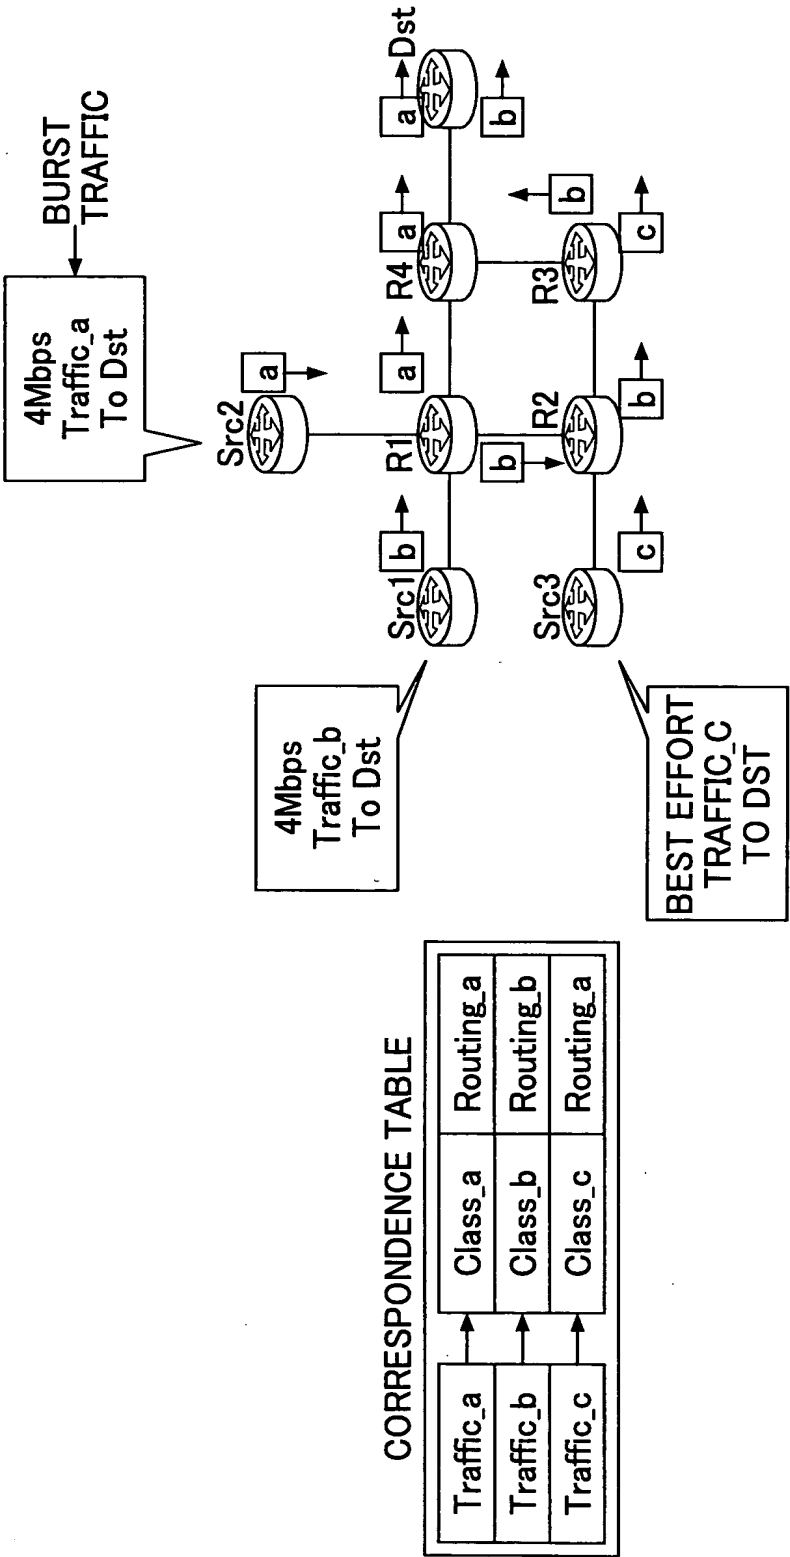 CORRESPONDENCE TABLE
Traffic_a Class_a Routing_a
Traffic_b Class_b Routing_b
Traffic_c Class_c Routing_a
4Mbps
Traffic_a
To Dst
BURST
TRAFFIC
4Mbps
Traffic_b
To Dst
BEST EFFORT
TRAFFIC_C
TO DST
Src2
a
Src1
b
R1
a
R4
a
Dst
a
b
b
b
Src3
c
R2
b
R3
c